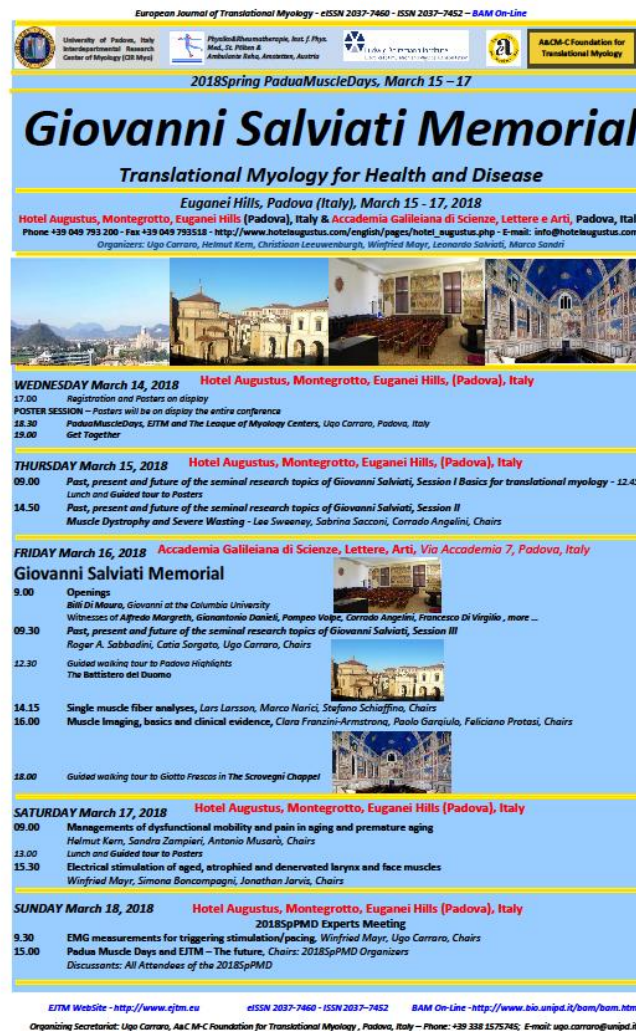 European Journal of Translational Myology - eISSN 2037-7460 - ISSN 2037-7452 – BAM On-Line
University of Padova, Italy
Interdepartmental Research
Center of Myology (CIR Myo)
Physiko&Rheumatherapie, Inst. f. Phys.
Med., St. Pölten &
Ambulante Reha, Amstetten, Austria
A&CM-C Foundation for
Translational Myology
2018Spring PaduaMuscleDays, March 15 – 17
Giovanni Salviati Memorial
Translational Myology for Health and Disease
Euganei Hills, Padova (Italy), March 15 - 17, 2018
Hotel Augustus, Montegrotto, Euganei Hills (Padova), Italy & Accademia Galileiana di Scienze, Lettere e Arti, Padova, Ital
Phone +39 049 793 200 - Fax +39 049 793518 - http://www.hotelaugustus.com/english/pages/hotel_augustus.php - E-mail: info@hotelaugustus.com
Organizers: Ugo Carraro, Helmut Kern, Christiaan Leeuwenburgh, Winfried Mayr, Leonardo Salviati, Marco Sandri
WEDNESDAY March 14, 2018 Hotel Augustus, Montegrotto, Euganei Hills, (Padova), Italy
17.00 Registration and Posters on display
POSTER SESSION – Posters will be on display the entire conference
18.30 PaduaMuscleDays, EJTM and The League of Myology Centers, Ugo Carraro, Padova, Italy
19.00 Get Together
THURSDAY March 15, 2018 Hotel Augustus, Montegrotto, Euganei Hills, (Padova), Italy
09.00 Past, present and future of the seminal research topics of Giovanni Salviati, Session I Basics for translational myology - 12.45
Lunch and Guided tour to Posters
14.50 Past, present and future of the seminal research topics of Giovanni Salviati, Session II
Muscle Dystrophy and Severe Wasting - Lee Sweeney, Sabrina Sacconi, Corrado Angelini, Chairs
FRIDAY March 16, 2018 Accademia Galileiana di Scienze, Lettere, Arti, Via Accademia 7, Padova, Italy
Giovanni Salviati Memorial
9.00 Openings
Billi Di Mauro, Giovanni at the Columbia University
Witnesses of Alfredo Margreth, Gianantonio Danieli, Pompeo Volpe, Corrado Angelini, Francesco Di Virgilio , more ...
09.30 Past, present and future of the seminal research topics of Giovanni Salviati, Session III
Roger A. Sabbadini, Catia Sorgato, Ugo Carraro, Chairs
12.30 Guided walking tour to Padova Highlights
The Battistero del Duomo
14.15 Single muscle fiber analyses, Lars Larsson, Marco Narici, Stefano Schiaffino, Chairs
16.00 Muscle Imaging, basics and clinical evidence, Clara Franzini-Armstrong, Paolo Gargiulo, Feliciano Protasi, Chairs
18.00 Guided walking tour to Giotto Frescos in The Scrovegni Chappel
SATURDAY March 17, 2018 Hotel Augustus, Montegrotto, Euganei Hills (Padova), Italy
09.00 Managements of dysfunctional mobility and pain in aging and premature aging
Helmut Kern, Sandra Zampieri, Antonio Musarò, Chairs
13.00 Lunch and Guided tour to Posters
15.30 Electrical stimulation of aged, atrophied and denervated larynx and face muscles
Winfried Mayr, Simona Boncompagni, Jonathan Jarvis, Chairs
SUNDAY March 18, 2018 Hotel Augustus, Montegrotto, Euganei Hills (Padova), Italy
2018SpPMD Experts Meeting
9.30 EMG measurements for triggering stimulation/pacing, Winfried Mayr, Ugo Carraro, Chairs
15.00 Padua Muscle Days and EJTM – The future, Chairs: 2018SpPMD Organizers
Discussants: All Attendees of the 2018SpPMD
EJTM WebSite - http://www.ejtm.eu eISSN 2037-7460 - ISSN 2037-7452 BAM On-Line -http://www.bio.unipd.it/bam/bam.htm
Organizing Secretariat: Ugo Carraro, A&C M-C Foundation for Translational Myology , Padova, Italy – Phone: +39 338 1575745; E-mail: ugo.carraro@unipd.i